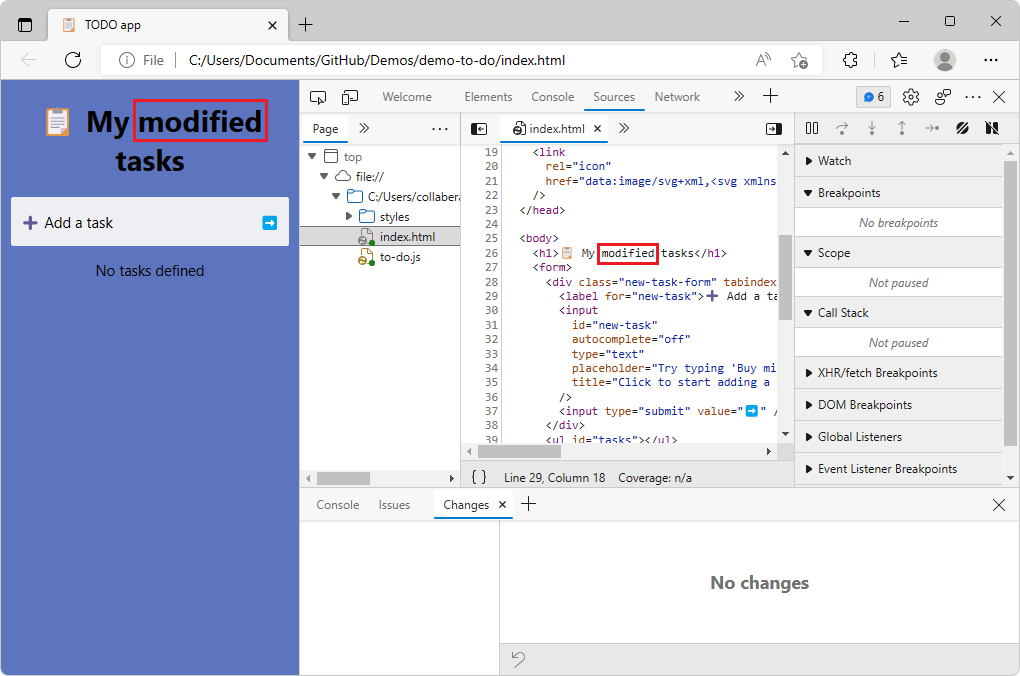 TODO app
File C:/Users/Documents/GitHub/Demos/demo-to-do/index.html
📋 My modified
tasks
➕ Add a task ➡️
No tasks defined
Welcome Elements Console Sources Network 6
Page
top
file://
C:/Users/collabera
styles
index.html
to-do.js
index.html
19 <link
20 rel="icon"
21 href="data:image/svg+xml,<svg xmlns
22 />
23 </head>
24
25 <body>
26 <h1>📋 My modified tasks</h1>
27 <form>
28 <div class="new-task-form" tabindex
29 <label for="new-task">➕ Add a ta
30 <input
31 id="new-task"
32 autocomplete="off"
33 type="text"
34 placeholder="Try typing 'Buy mi
35 title="Click to start adding a
36 />
37 <input type="submit" value="➡️" /
38 </div>
39 <ul id="tasks"></ul>
{ } Line 29, Column 18 Coverage: n/a
Watch
Breakpoints
No breakpoints
Scope
Not paused
Call Stack
Not paused
XHR/fetch Breakpoints
DOM Breakpoints
Global Listeners
Event Listener Breakpoints
Console Issues Changes
No changes